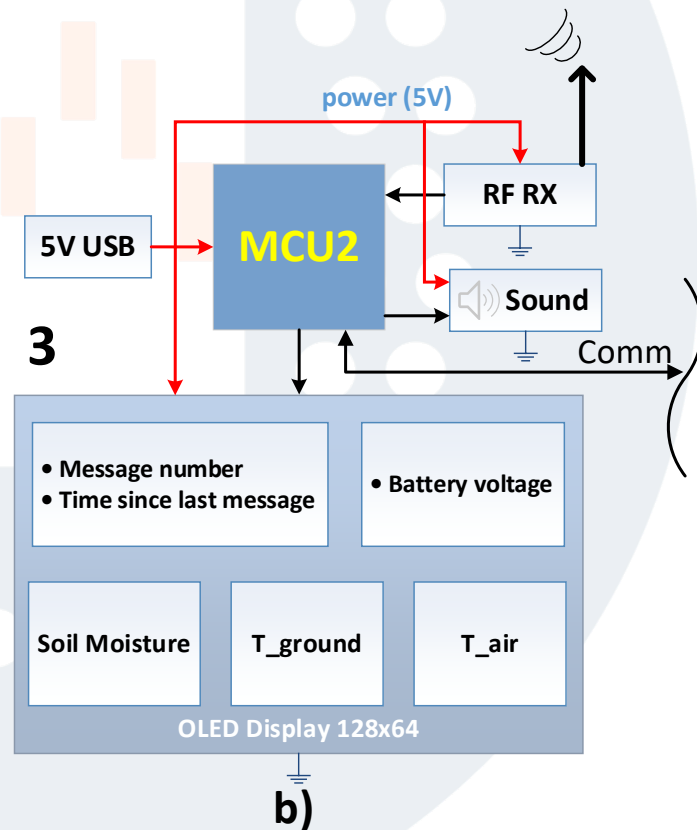 power (5V)
RF RX
5V USB
MCU2
Sound
3
Comm
• Message number
• Time since last message
• Battery voltage
Soil Moisture
T_ground
T_air
OLED Display 128x64
b)